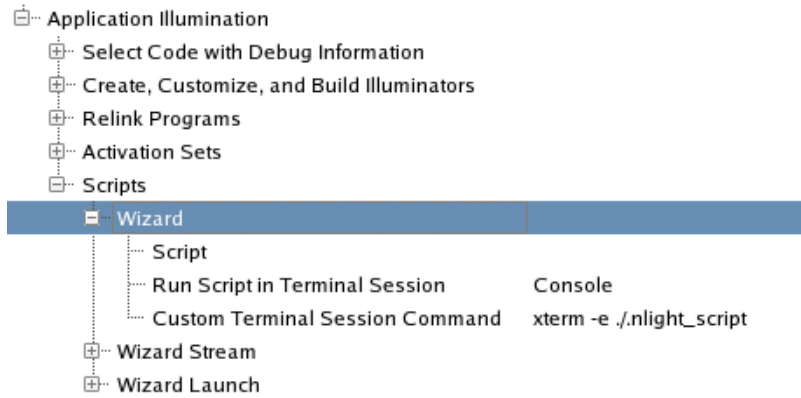 Application Illumination
Select Code with Debug Information
Create, Customize, and Build Illuminators
Relink Programs
Activation Sets
Scripts
Wizard
Script
Run Script in Terminal Session Console
Custom Terminal Session Command xterm -e ./.nlight_script
Wizard Stream
Wizard Launch